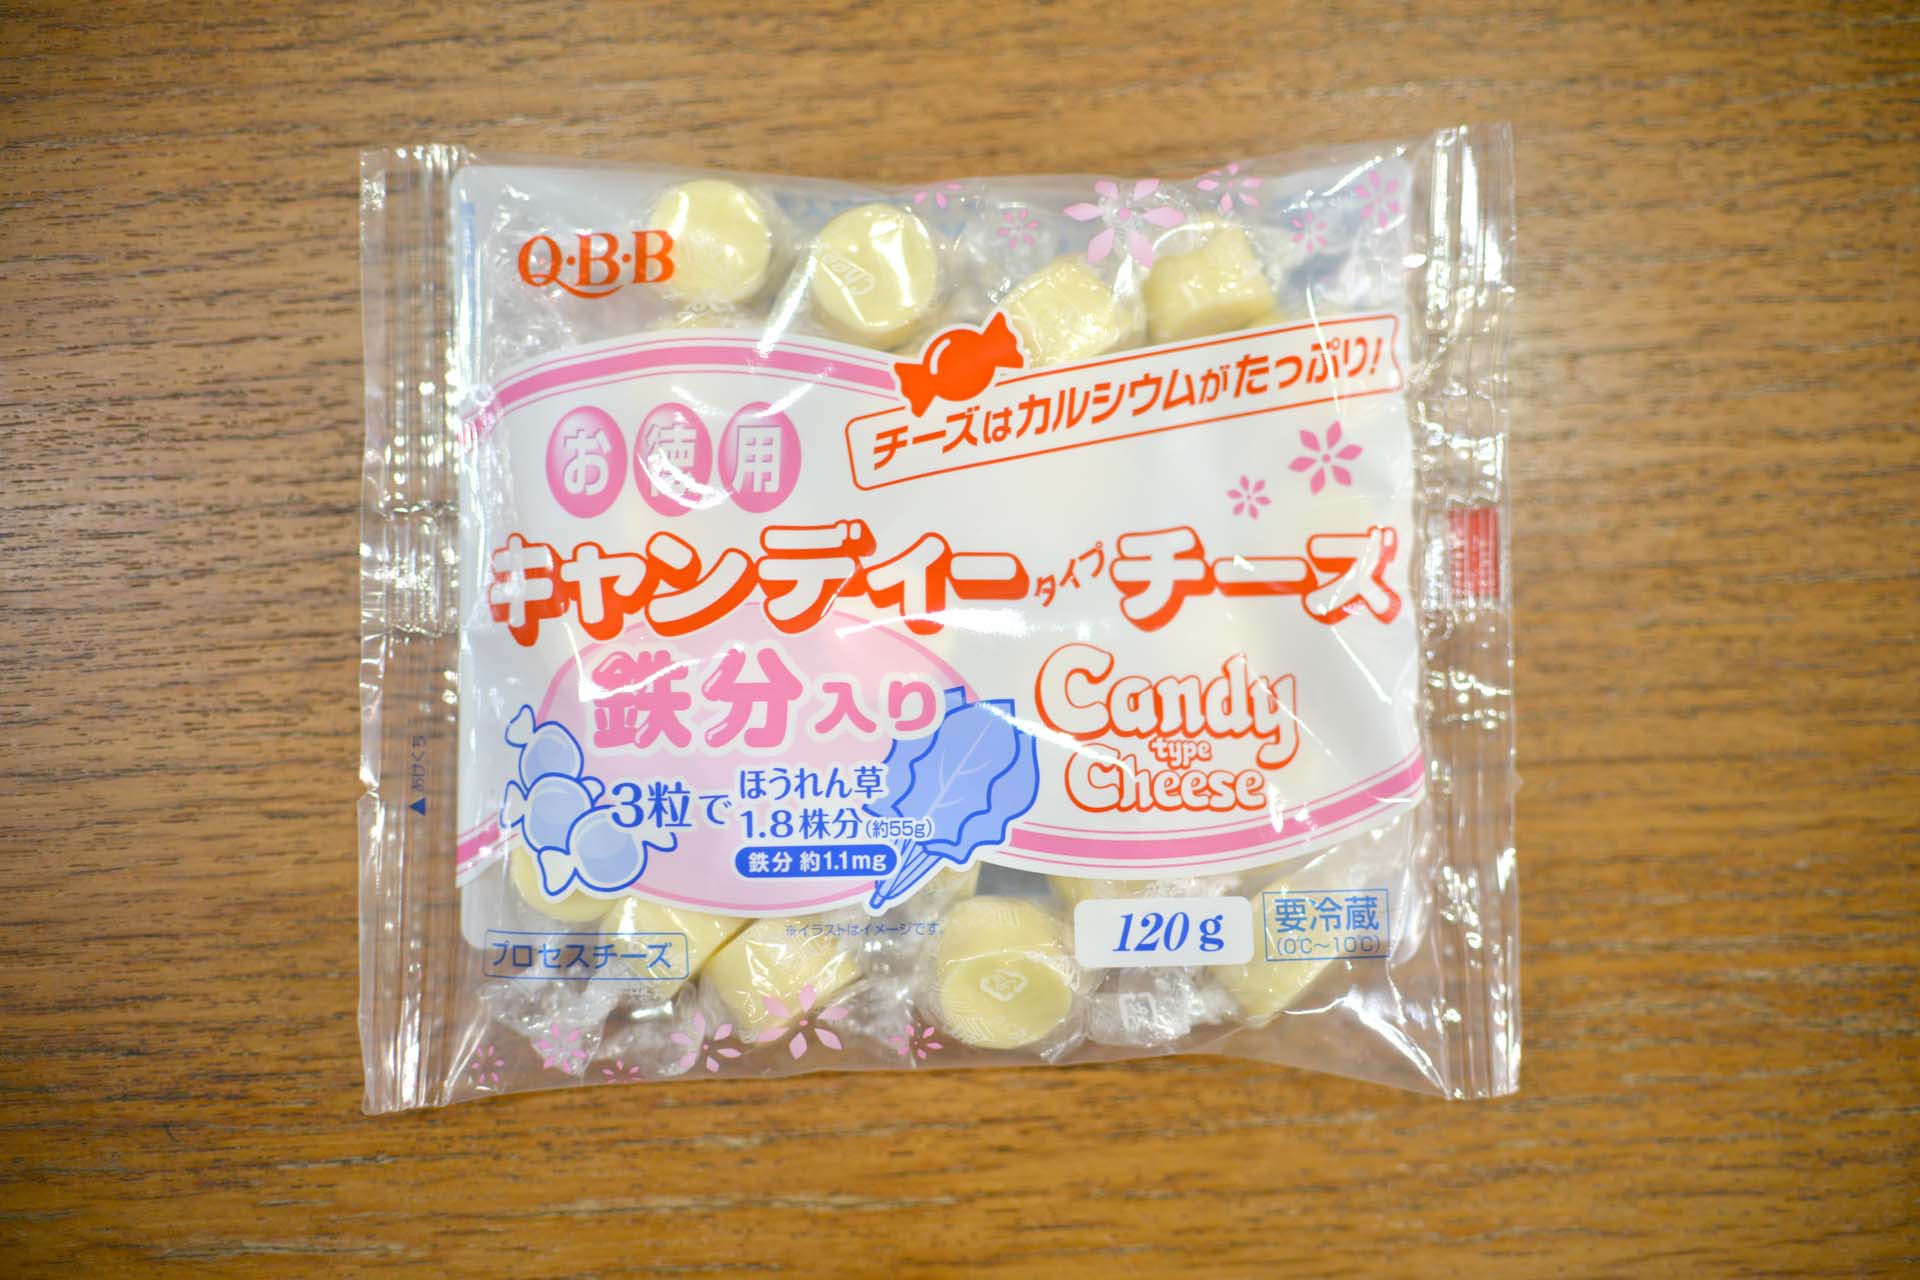 Q・B・B
チーズはカルシウムがたっぷり!
お徳用
キャンディータイプチーズ
鉄分入り
Candy
type
Cheese
3粒で
ほうれん草
1.8株分(約55g)
鉄分 約1.1mg
※イラストはイメージです。
プロセスチーズ
120g
要冷蔵
(0℃~10℃)
▲あけくち